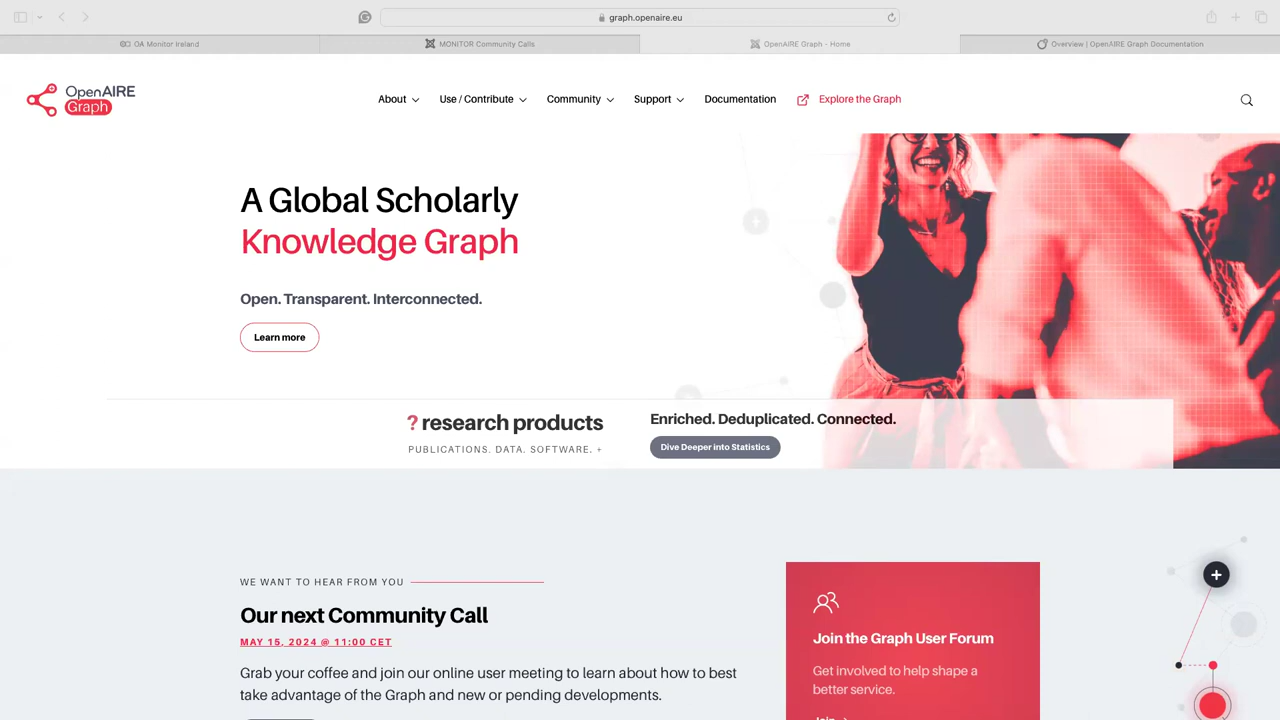 graph.openaire.eu
OA Monitor Ireland
MONITOR Community Calls
OpenAIRE Graph - Home
Overview | OpenAIRE Graph Documentation
OpenAIRE
Graph
About
Use / Contribute
Community
Support
Documentation
Explore the Graph
A Global Scholarly
Knowledge Graph
Open. Transparent. Interconnected.
Learn more
? research products
PUBLICATIONS. DATA. SOFTWARE. +
Enriched. Deduplicated. Connected.
Dive Deeper into Statistics
WE WANT TO HEAR FROM YOU
Our next Community Call
MAY 15, 2024 @ 11:00 CET
Grab your coffee and join our online user meeting to learn about how to best
take advantage of the Graph and new or pending developments.
Join the Graph User Forum
Get involved to help shape a
better service.